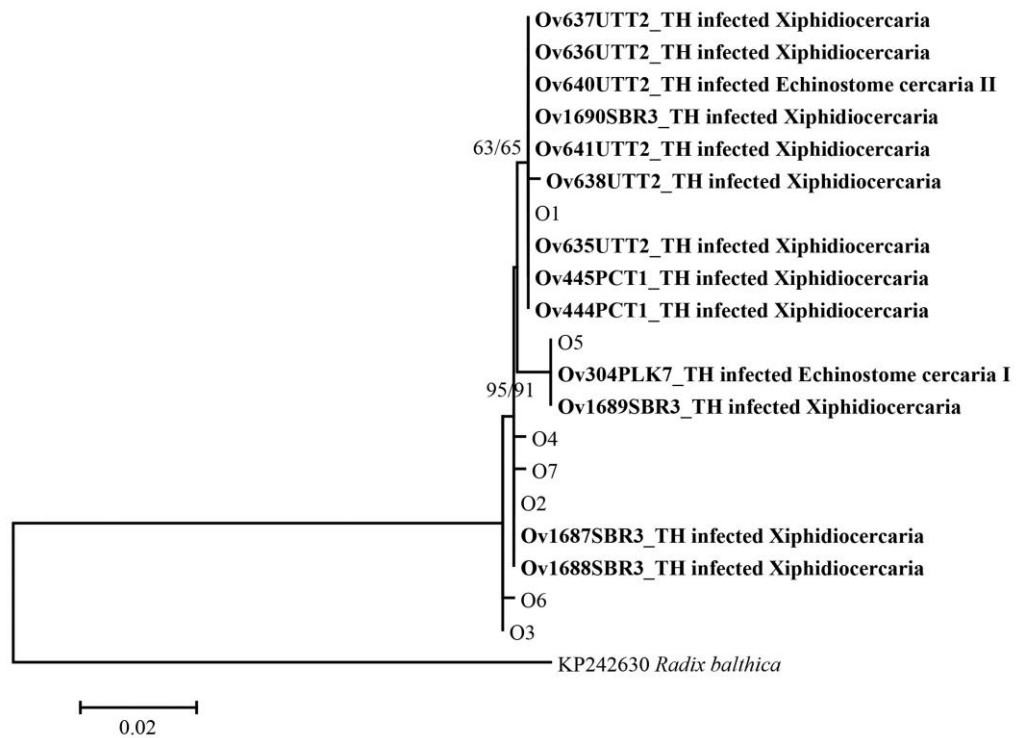 Ov637UTT2_TH infected Xiphidiocercaria
Ov636UTT2_TH infected Xiphidiocercaria
Ov640UTT2_TH infected Echinostome cercaria II
Ov1690SBR3_TH infected Xiphidiocercaria
63/65
Ov641UTT2_TH infected Xiphidiocercaria
Ov638UTT2_TH infected Xiphidiocercaria
O1
Ov635UTT2_TH infected Xiphidiocercaria
Ov445PCT1_TH infected Xiphidiocercaria
Ov444PCT1_TH infected Xiphidiocercaria
O5
Ov304PLK7_TH infected Echinostome cercaria I
95/91
Ov1689SBR3_TH infected Xiphidiocercaria
O4
O7
O2
Ov1687SBR3_TH infected Xiphidiocercaria
Ov1688SBR3_TH infected Xiphidiocercaria
O6
O3
KP242630 Radix balthica
0.02